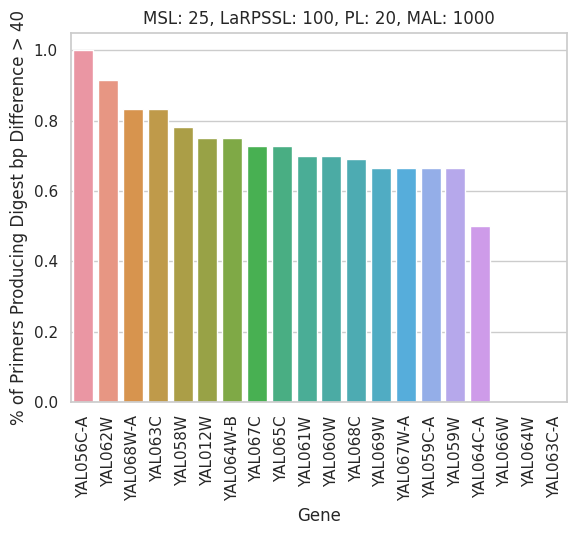 MSL: 25, LaRPSSL: 100, PL: 20, MAL: 1000
% of Primers Producing Digest bp Difference > 40
1.0
0.8
0.6
0.4
0.2
0.0
YAL056C-A
YAL062W
YAL068W-A
YAL063C
YAL058W
YAL012W
YAL064W-B
YAL067C
YAL065C
YAL061W
YAL060W
YAL068C
YAL069W
YAL067W-A
YAL059C-A
YAL059W
YAL064C-A
YAL066W
YAL064W
YAL063C-A
Gene